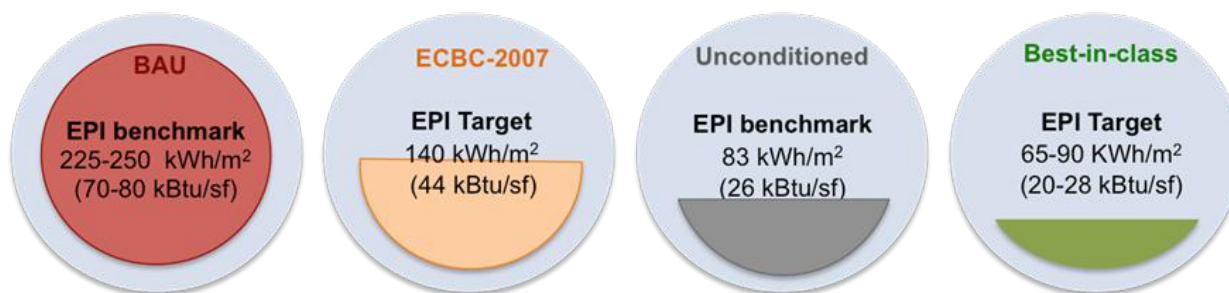 BAU
EPI benchmark
225-250 kWh/m²
(70-80 kBtu/sf)
ECBC-2007
EPI Target
140 kWh/m²
(44 kBtu/sf)
Unconditioned
EPI benchmark
83 kWh/m²
(26 kBtu/sf)
Best-in-class
EPI Target
65-90 KWh/m²
(20-28 kBtu/sf)